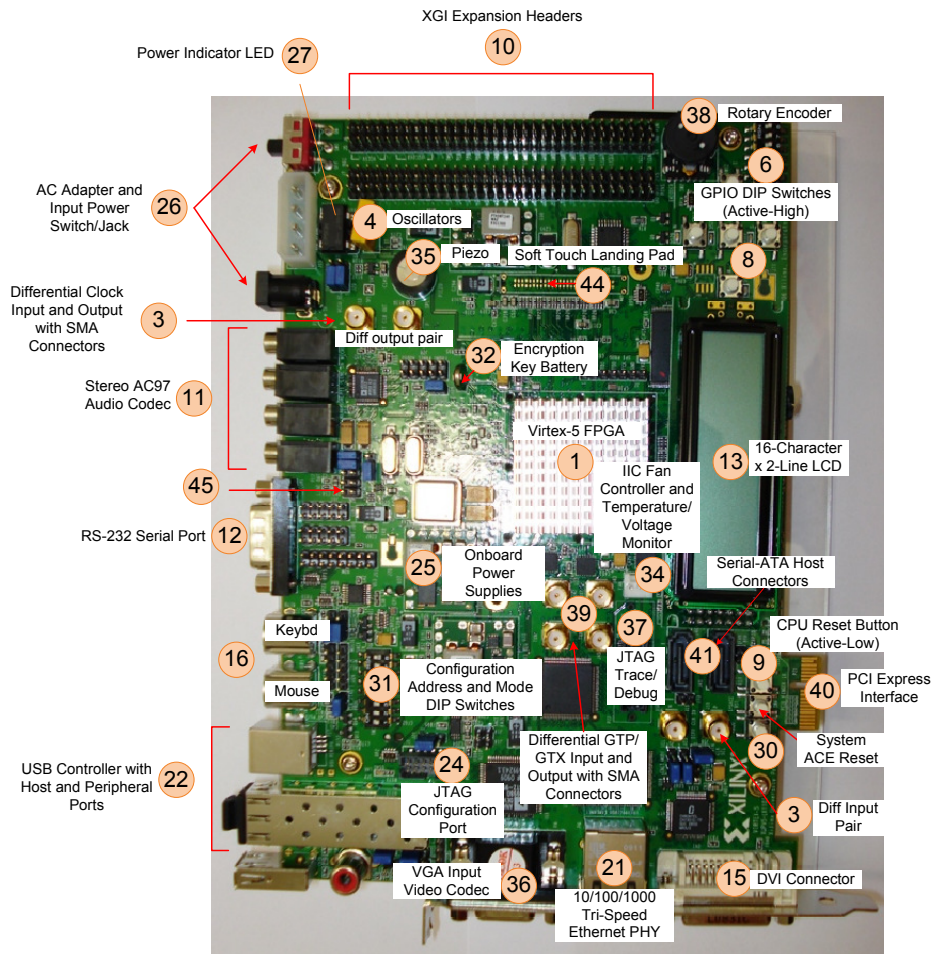 XGI Expansion Headers
10
Power Indicator LED
27
38
Rotary Encoder
6
GPIO DIP Switches
(Active-High)
AC Adapter and
Input Power
Switch/Jack
26
4
Oscillators
35
Piezo
Soft Touch Landing Pad
44
8
Differential Clock
Input and Output
with SMA
Connectors
3
Diff output pair
32
Encryption
Key Battery
Stereo AC97
Audio Codec
11
Virtex-5 FPGA
1
13
16-Character
x 2-Line LCD
IIC Fan
Controller and
Temperature/
Voltage
Monitor
45
RS-232 Serial Port
12
25
Onboard
Power
Supplies
34
Serial-ATA Host
Connectors
39
37
JTAG
Trace/
Debug
41
CPU Reset Button
(Active-Low)
9
40
PCI Express
Interface
Keybd
16
Mouse
31
Configuration
Address and Mode
DIP Switches
30
System
ACE Reset
USB Controller with
Host and Peripheral
Ports
22
24
JTAG
Configuration
Port
Differential GTP/
GTX Input and
Output with SMA
Connectors
3
Diff Input
Pair
XILINX
VGA Input
Video Codec
36
21
10/100/1000
Tri-Speed
Ethernet PHY
15
DVI Connector